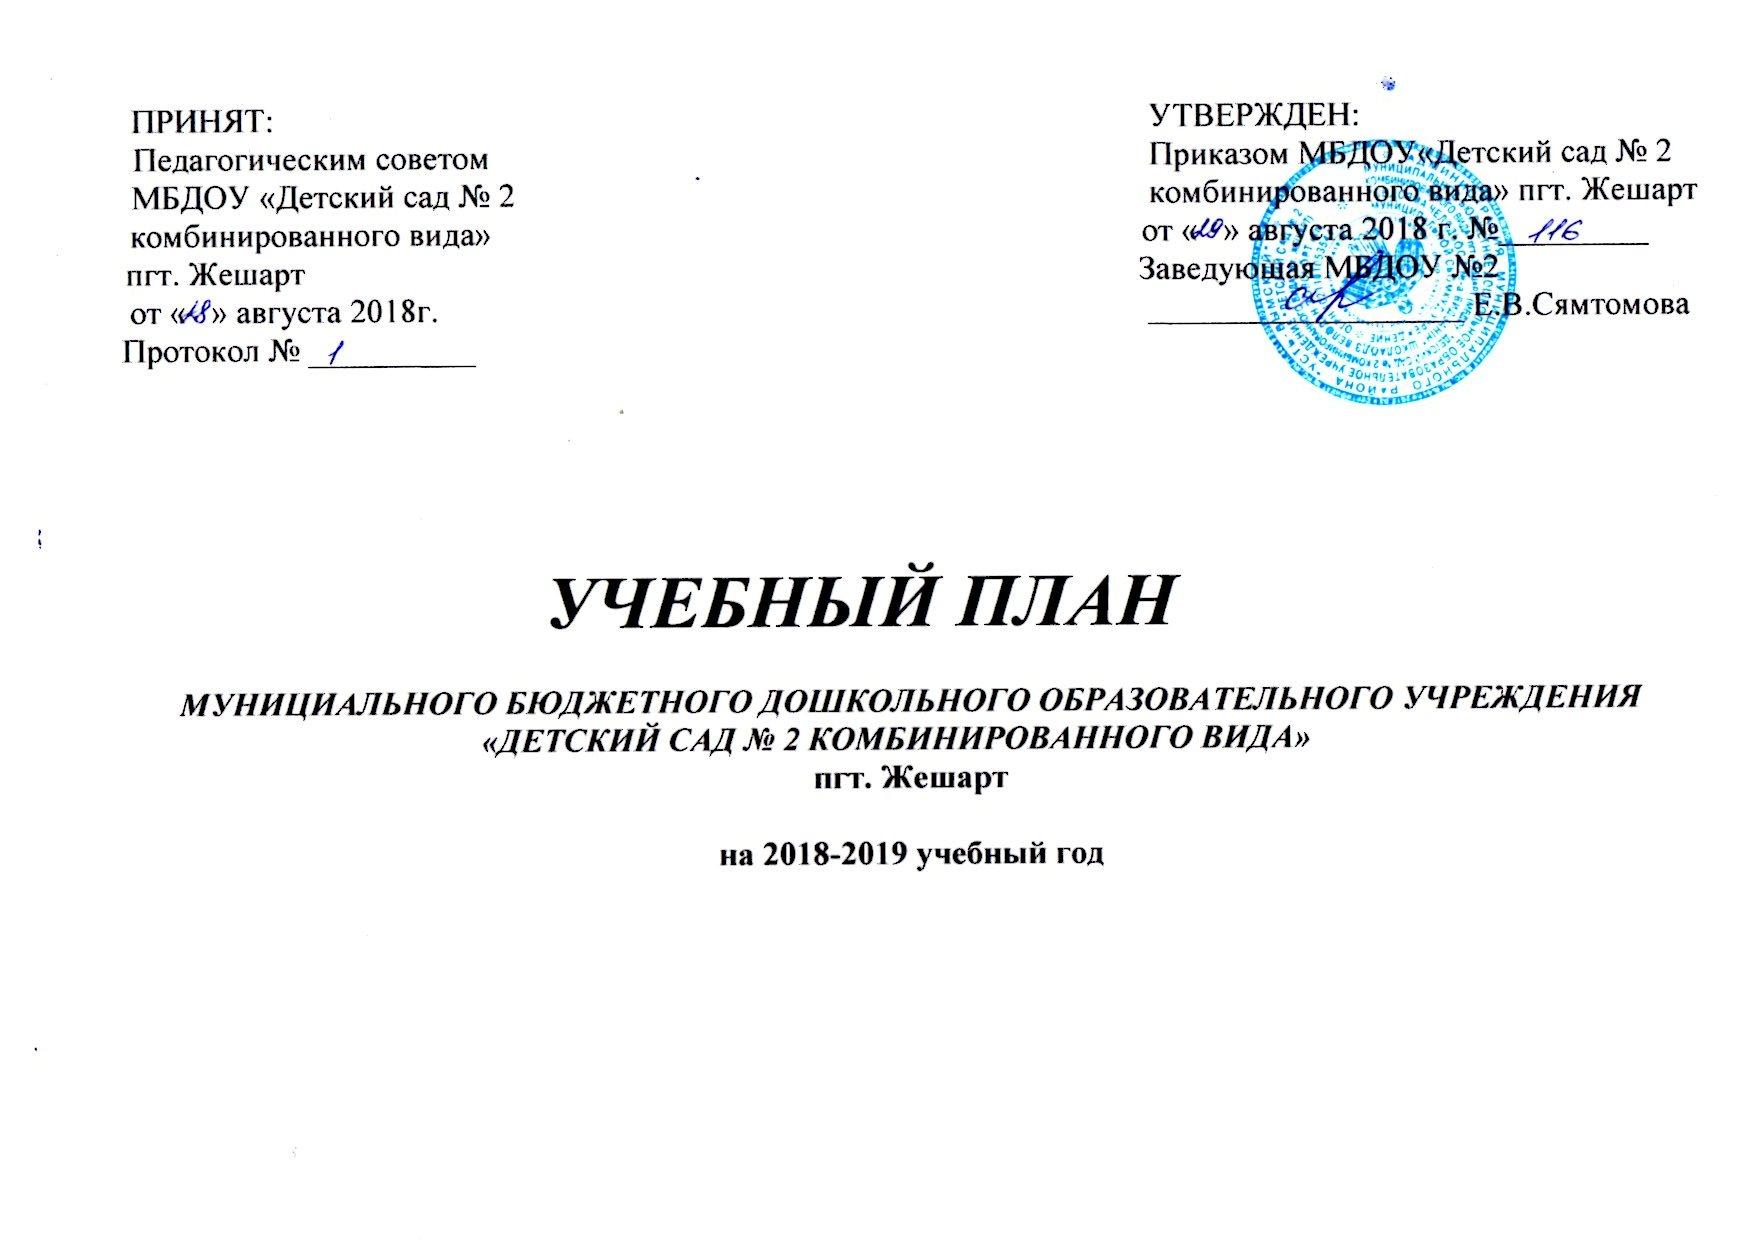 ПРИНЯТ:
Педагогическим советом
МБДОУ «Детский сад № 2
комбинированного вида»
пгт. Жешарт
от «28» августа 2018г.
Протокол № 1
УТВЕРЖДЕН:
Приказом МБДОУ«Детский сад № 2
комбинированного вида» пгт. Жешарт
от «29» августа 2018 г. № 116
Заведующая МБДОУ №2
Е.В.Сямтомова
УЧЕБНЫЙ ПЛАН
МУНИЦИАЛЬНОГО БЮДЖЕТНОГО ДОШКОЛЬНОГО ОБРАЗОВАТЕЛЬНОГО УЧРЕЖДЕНИЯ
«ДЕТСКИЙ САД № 2 КОМБИНИРОВАННОГО ВИДА»
пгт. Жешарт
на 2018-2019 учебный год